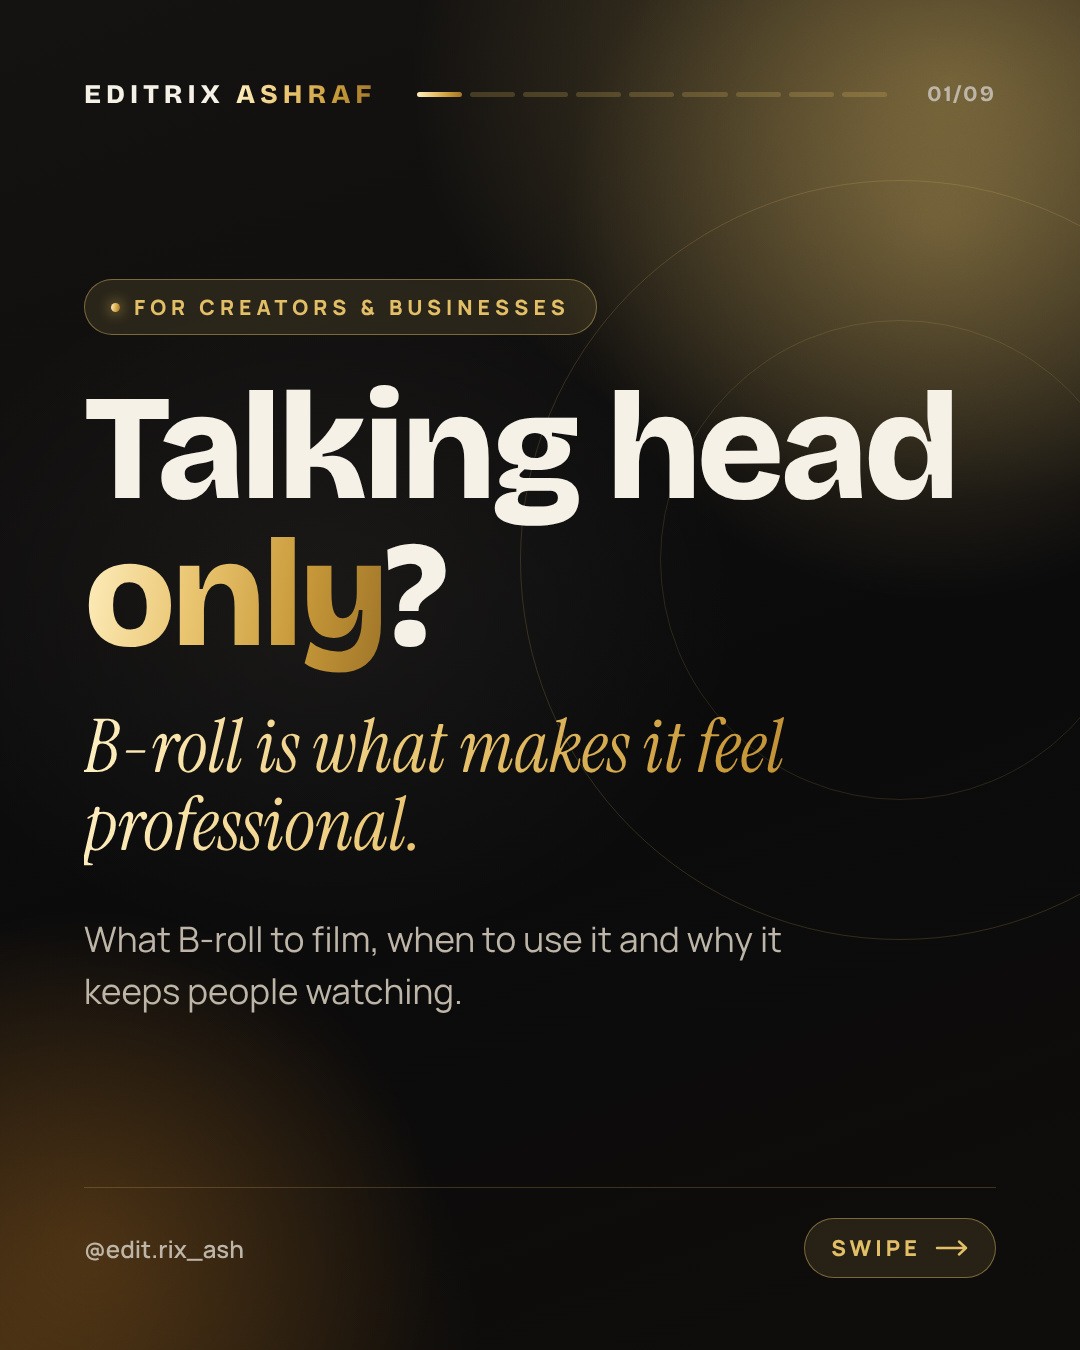 EDITRIX ASHRAF
01/09
FOR CREATORS & BUSINESSES
Talking head
only?
B-roll is what makes it feel
professional.
What B-roll to film, when to use it and why it
keeps people watching.
@edit.rix_ash
SWIPE →